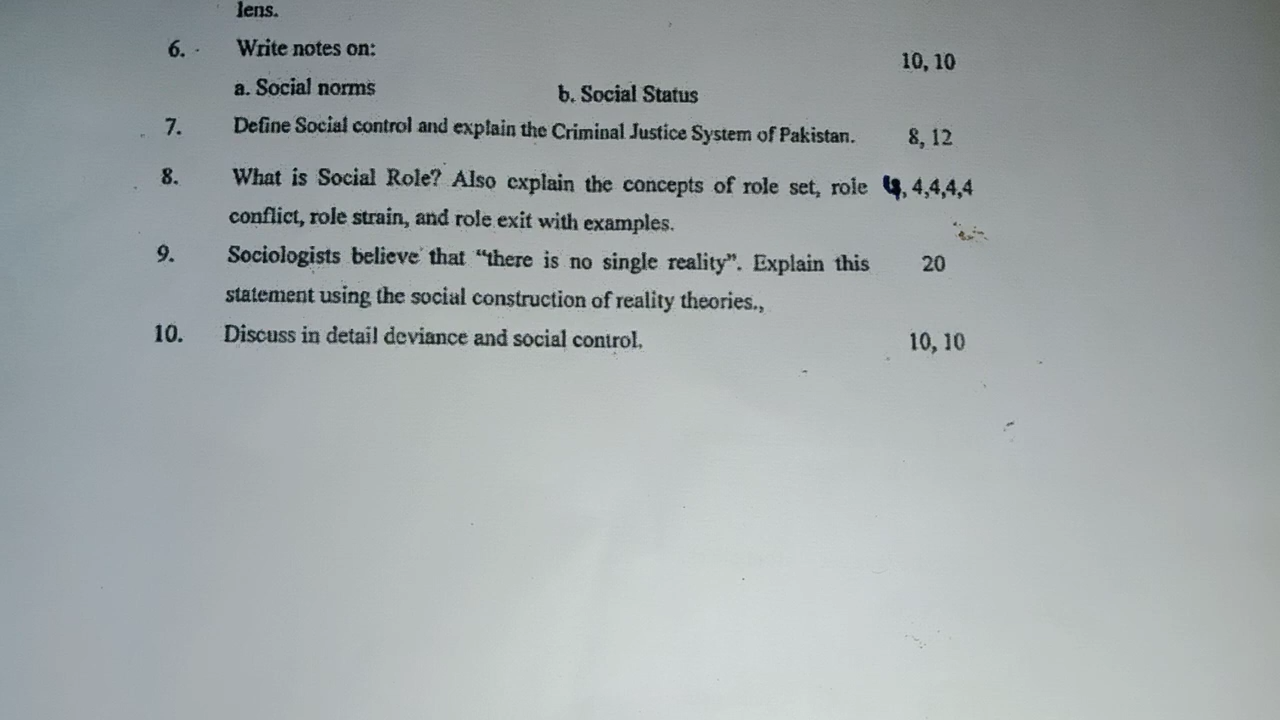 lens.
6. Write notes on: 10, 10
a. Social norms b. Social Status
7. Define Social control and explain the Criminal Justice System of Pakistan. 8, 12
8. What is Social Role? Also explain the concepts of role set, role 4, 4,4,4,4
conflict, role strain, and role exit with examples.
9. Sociologists believe that “there is no single reality”. Explain this 20
statement using the social construction of reality theories.,
10. Discuss in detail deviance and social control. 10, 10